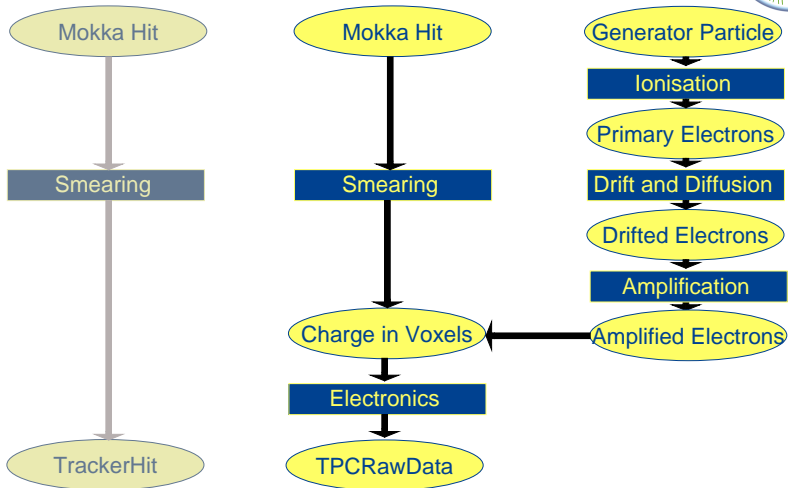 Mokka Hit
Smearing
TrackerHit
Mokka Hit
Smearing
Charge in Voxels
Electronics
TPCRawData
Generator Particle
Ionisation
Primary Electrons
Drift and Diffusion
Drifted Electrons
Amplification
Amplified Electrons